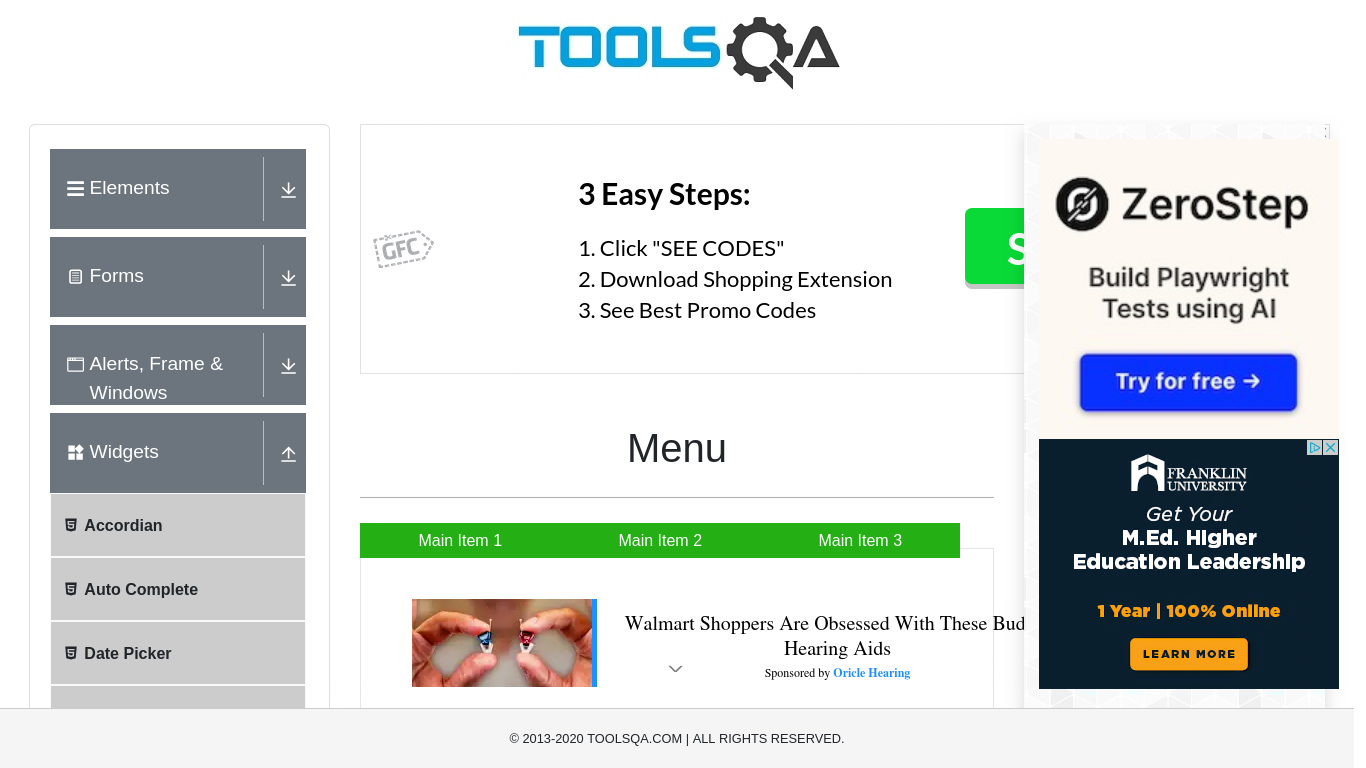 TOOLSQA
Elements
Forms
Alerts, Frame &
Windows
Widgets
Accordian
Auto Complete
Date Picker
GFC
3 Easy Steps:
1. Click "SEE CODES"
2. Download Shopping Extension
3. See Best Promo Codes
S
Menu
Main Item 1
Main Item 2
Main Item 3
Walmart Shoppers Are Obsessed With These Bud
Hearing Aids
Sponsored by Oricle Hearing
ZeroStep
Build Playwright
Tests using AI
Try for free →
FRANKLIN
UNIVERSITY
Get Your
M.Ed. Higher
Education Leadership
1 Year | 100% Online
LEARN MORE
© 2013-2020 TOOLSQA.COM | ALL RIGHTS RESERVED.